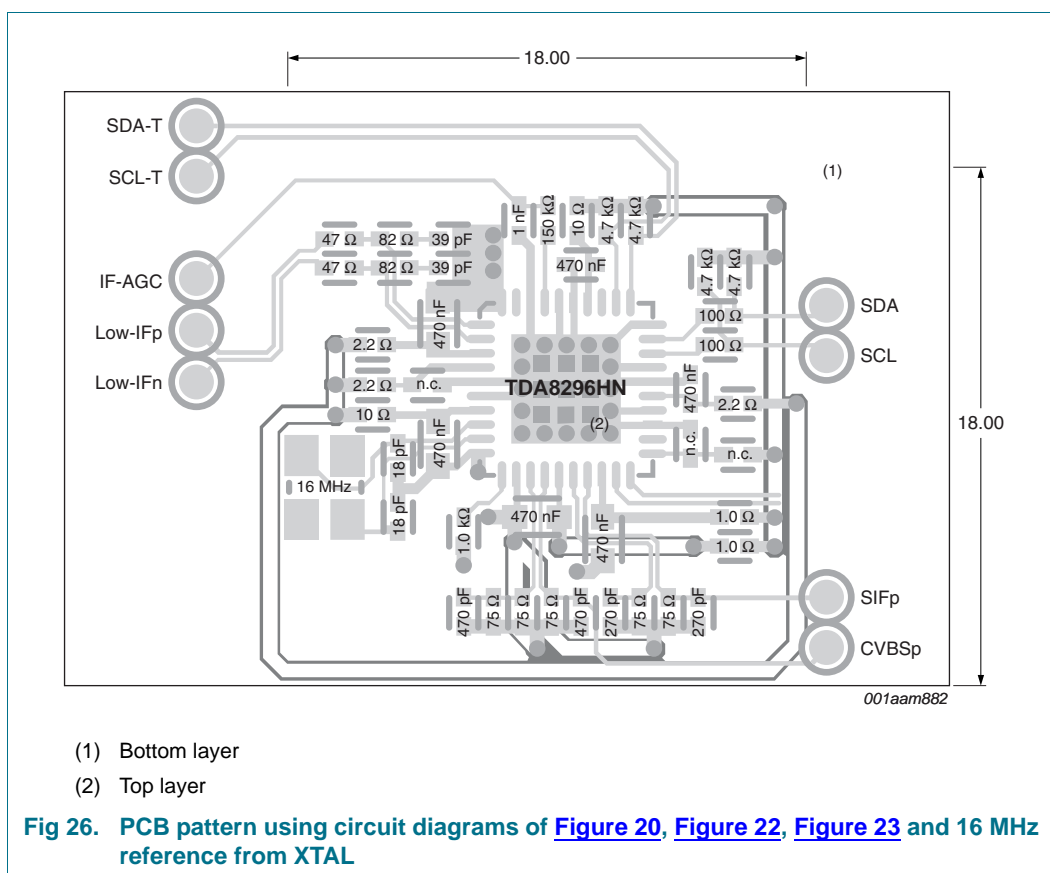 18.00
SDA-T
SCL-T
(1)
1 nF
150 kΩ
10 Ω
4.7 kΩ
4.7 kΩ
47 Ω 82 Ω 39 pF
47 Ω 82 Ω 39 pF
470 nF
4.7 kΩ
4.7 kΩ
IF-AGC
Low-IFp
Low-IFn
SDA
SCL
100 Ω
100 Ω
470 nF
2.2 Ω
2.2 Ω
n.c.
10 Ω
TDA8296HN
(2)
470 nF
2.2 Ω
18.00
470 nF
n.c.
n.c.
16 MHz
18 pF
18 pF
1.0 kΩ
470 nF
470 nF
1.0 Ω
1.0 Ω
470 pF
75 Ω
75 Ω
75 Ω
470 pF
270 pF
75 Ω
75 Ω
270 pF
SIFp
CVBSp
001aam882
(1) Bottom layer
(2) Top layer
Fig 26. PCB pattern using circuit diagrams of Figure 20, Figure 22, Figure 23 and 16 MHz
reference from XTAL